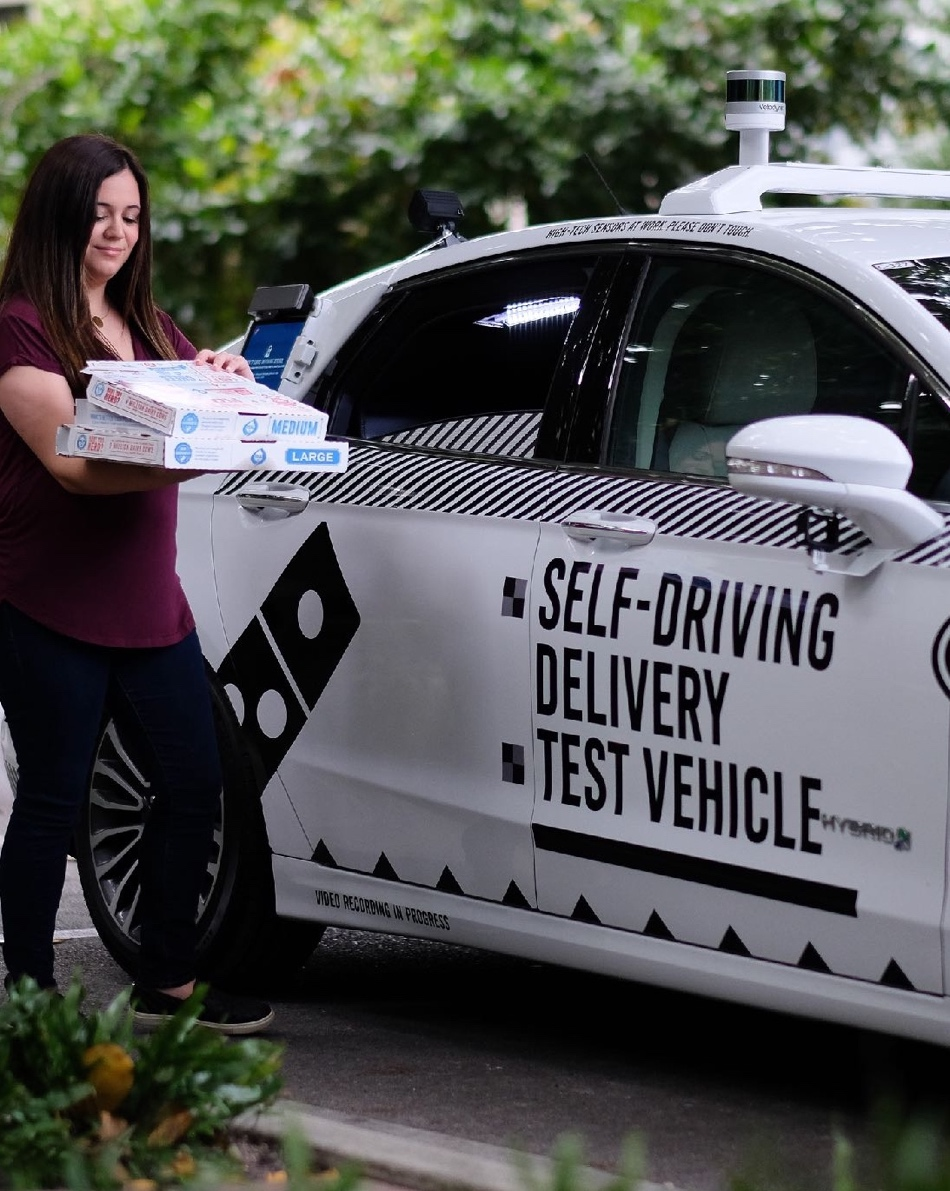 Velodyne
HIGH-TECH SENSORS AT WORK. PLEASE DON'T TOUCH
MEDIUM
LARGE
SELF-DRIVING
DELIVERY
TEST VEHICLE
HYBRID
VIDEO RECORDING IN PROGRESS